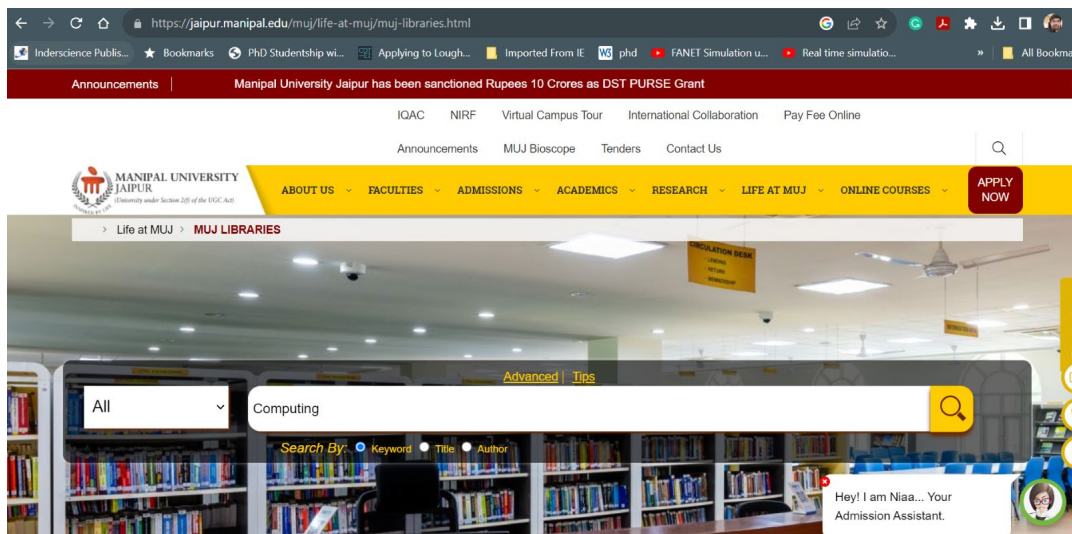 https://jaipur.manipal.edu/muj/life-at-muj/muj-libraries.html
Inderscience Publis... Bookmarks PhD Studentship wi... Applying to Lough... Imported From IE phd FANET Simulation u... Real time simulatio... » All Bookma
Announcements Manipal University Jaipur has been sanctioned Rupees 10 Crores as DST PURSE Grant
IQAC NIRF Virtual Campus Tour International Collaboration Pay Fee Online
Announcements MUJ Bioscope Tenders Contact Us
MANIPAL UNIVERSITY
JAIPUR
(University under Section 2(f) of the UGC Act)
ABOUT US FACULTIES ADMISSIONS ACADEMICS RESEARCH LIFE AT MUJ ONLINE COURSES
APPLY
NOW
> Life at MUJ > MUJ LIBRARIES
CIRCULATION DESK
- LENDING
- RETURN
- MEMBERSHIP
Advanced | Tips
All
Computing
Search By: Keyword Title Author
Hey! I am Niaa... Your
Admission Assistant.